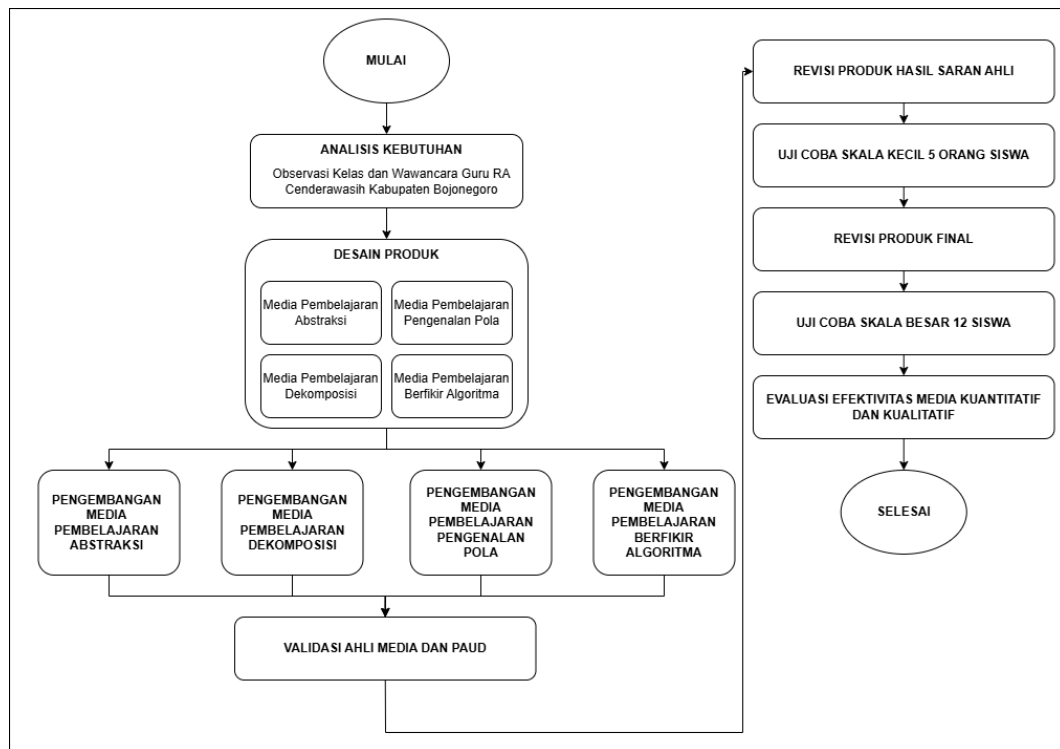 MULAI
ANALISIS KEBUTUHAN
Observasi Kelas dan Wawancara Guru RA
Cenderawasih Kabupaten Bojonegoro
DESAIN PRODUK
Media Pembelajaran
Abstraksi
Media Pembelajaran
Pengenalan Pola
Media Pembelajaran
Dekomposisi
Media Pembelajaran
Berfikir Algoritma
PENGEMBANGAN
MEDIA
PEMBELAJARAN
ABSTRAKSI
PENGEMBANGAN
MEDIA
PEMBELAJARAN
DEKOMPOSISI
PENGEMBANGAN
MEDIA
PEMBELAJARAN
PENGENALAN
POLA
PENGEMBANGAN
MEDIA
PEMBELAJARAN
BERFIKIR
ALGORITMA
VALIDASI AHLI MEDIA DAN PAUD
REVISI PRODUK HASIL SARAN AHLI
UJI COBA SKALA KECIL 5 ORANG SISWA
REVISI PRODUK FINAL
UJI COBA SKALA BESAR 12 SISWA
EVALUASI EFEKTIVITAS MEDIA KUANTITATIF
DAN KUALITATIF
SELESAI